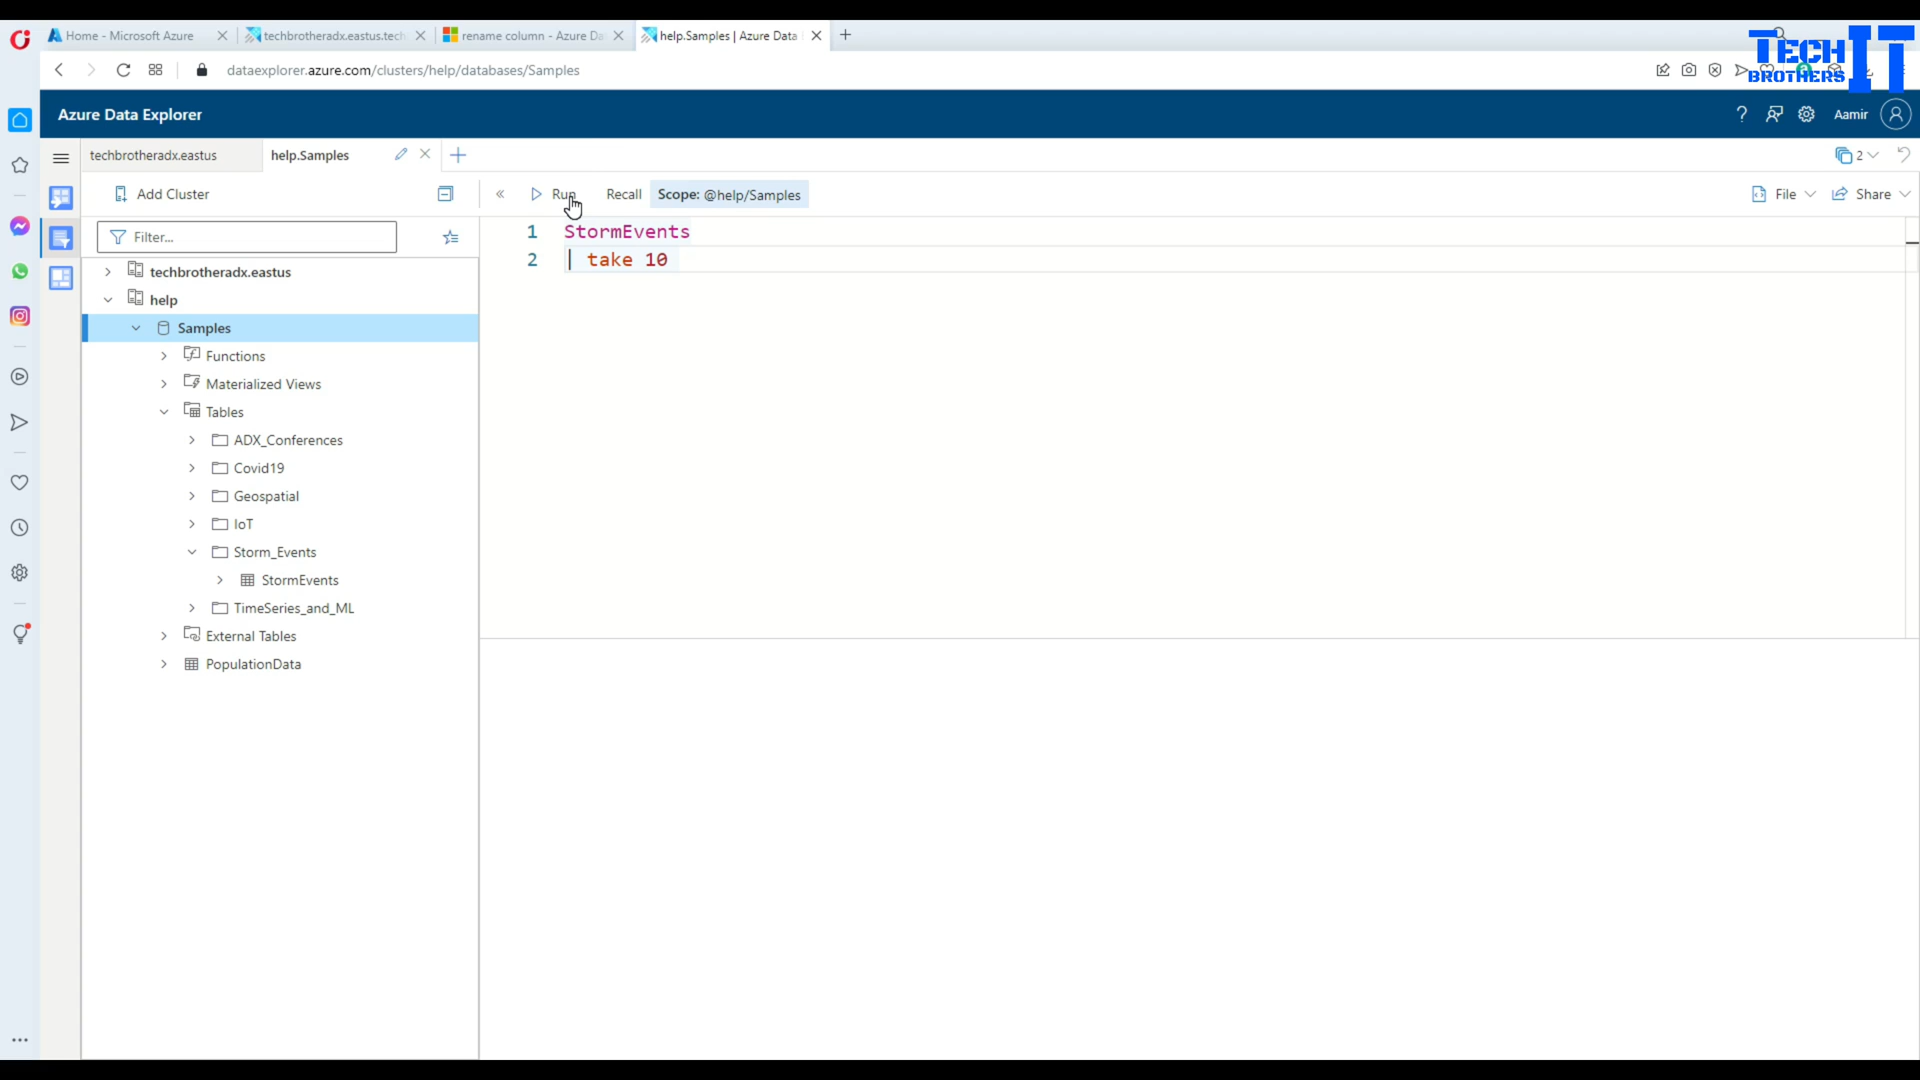 Home - Microsoft Azure
techbrotheradx.eastus.tech
rename column - Azure Da
help.Samples | Azure Data
TECH IT
BROTHERS
dataexplorer.azure.com/clusters/help/databases/Samples
Azure Data Explorer
? Aamir
techbrotheradx.eastus
help.Samples
2
Add Cluster
Run
Recall
Scope: @help/Samples
File
Share
Filter...
1 StormEvents
2 | take 10
techbrotheradx.eastus
help
Samples
Functions
Materialized Views
Tables
ADX_Conferences
Covid19
Geospatial
IoT
Storm_Events
StormEvents
TimeSeries_and_ML
External Tables
PopulationData